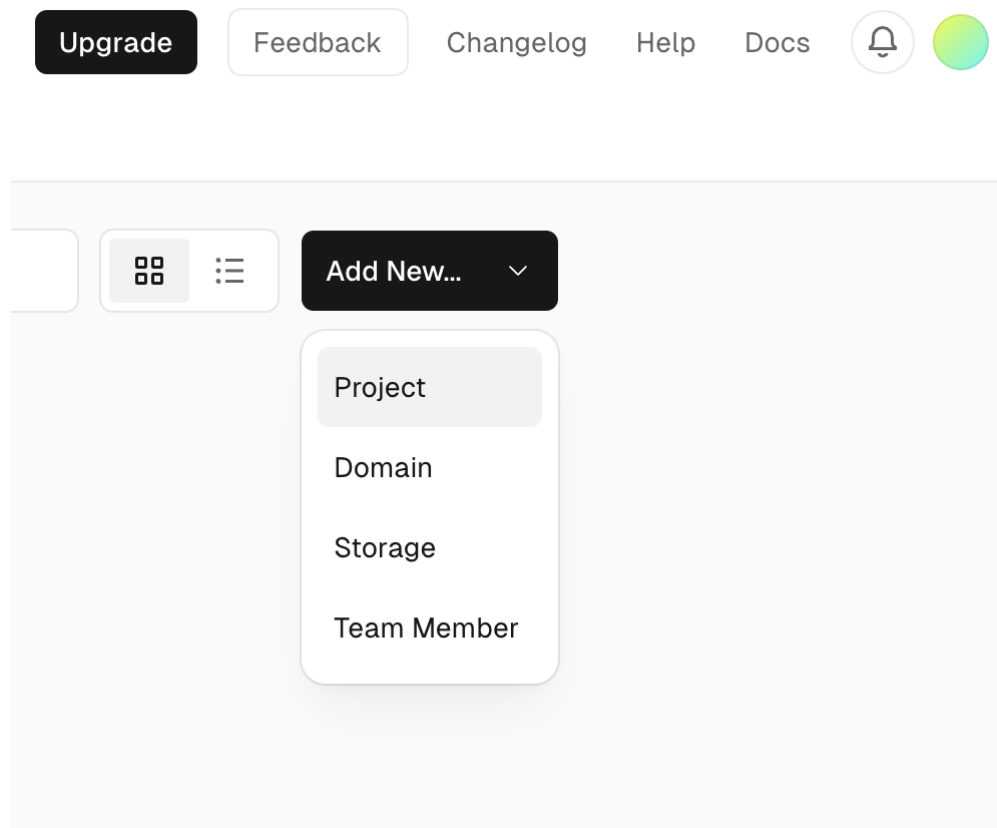 Upgrade Feedback Changelog Help Docs
Add New...
Project
Domain
Storage
Team Member